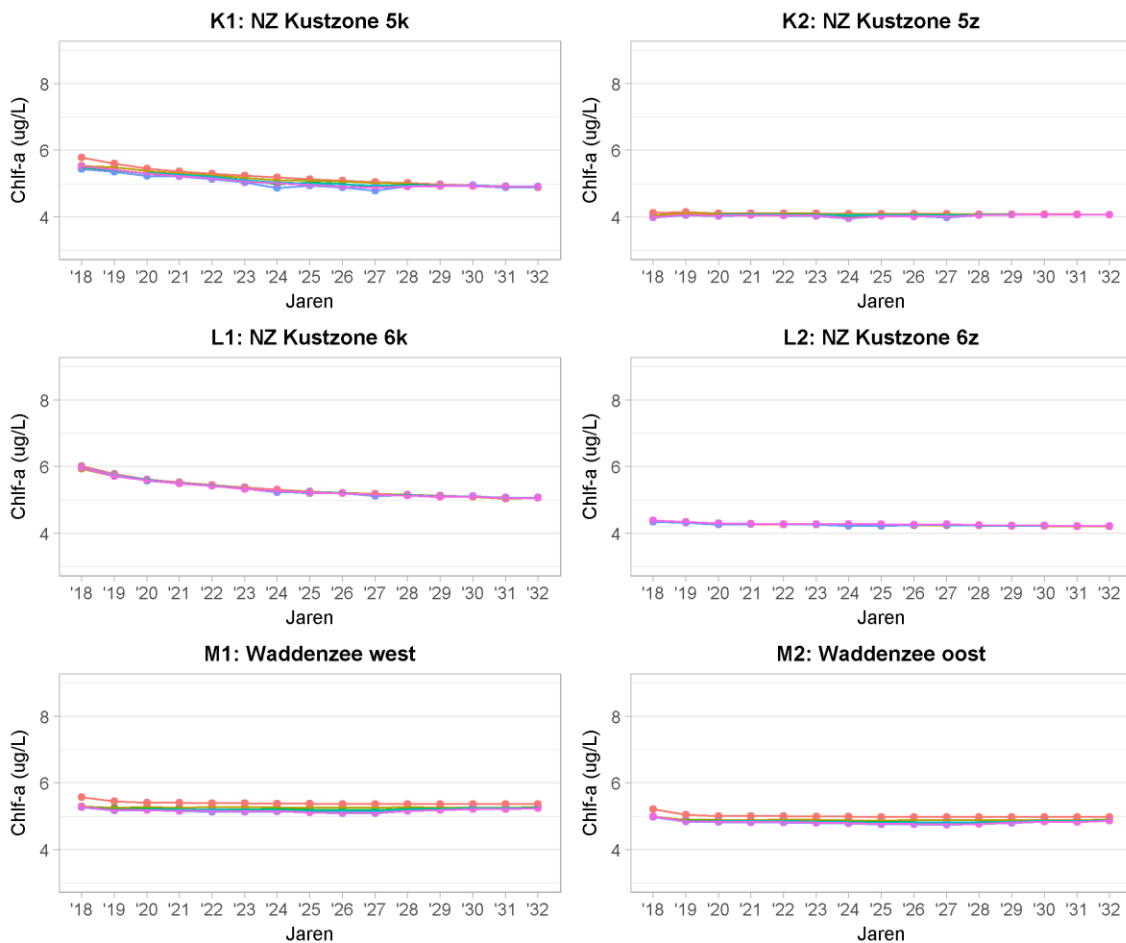 K1: NZ Kustzone 5k
Chlf-a (ug/L)
8
6
4
'18 '19 '20 '21 '22 '23 '24 '25 '26 '27 '28 '29 '30 '31 '32
Jaren
K2: NZ Kustzone 5z
Chlf-a (ug/L)
8
6
4
'18 '19 '20 '21 '22 '23 '24 '25 '26 '27 '28 '29 '30 '31 '32
Jaren
L1: NZ Kustzone 6k
Chlf-a (ug/L)
8
6
4
'18 '19 '20 '21 '22 '23 '24 '25 '26 '27 '28 '29 '30 '31 '32
Jaren
L2: NZ Kustzone 6z
Chlf-a (ug/L)
8
6
4
'18 '19 '20 '21 '22 '23 '24 '25 '26 '27 '28 '29 '30 '31 '32
Jaren
M1: Waddenzee west
Chlf-a (ug/L)
8
6
4
'18 '19 '20 '21 '22 '23 '24 '25 '26 '27 '28 '29 '30 '31 '32
Jaren
M2: Waddenzee oost
Chlf-a (ug/L)
8
6
4
'18 '19 '20 '21 '22 '23 '24 '25 '26 '27 '28 '29 '30 '31 '32
Jaren